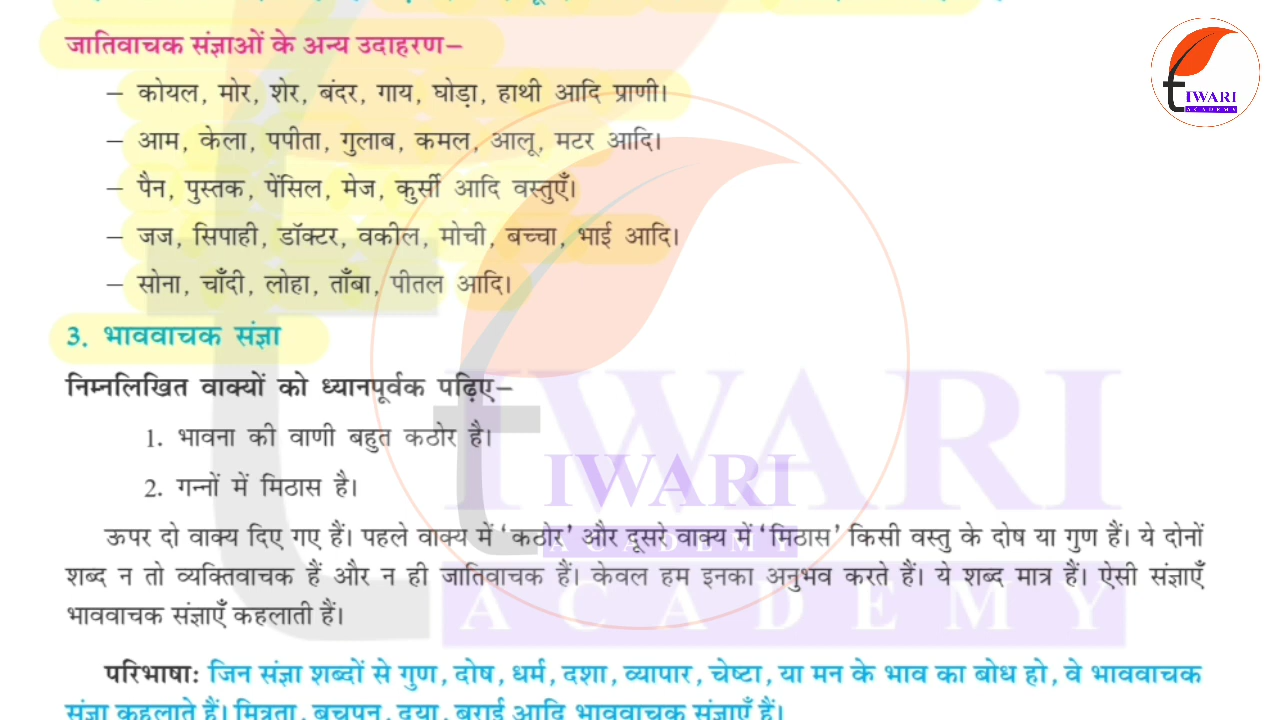 जातिवाचक संज्ञाओं के अन्य उदाहरण–
– कोयल, मोर, शेर, बंदर, गाय, घोड़ा, हाथी आदि प्राणी।
– आम, केला, पपीता, गुलाब, कमल, आलू, मटर आदि।
– पैन, पुस्तक, पेंसिल, मेज, कुर्सी आदि वस्तुएँ।
– जज, सिपाही, डॉक्टर, वकील, मोची, बच्चा, भाई आदि।
– सोना, चाँदी, लोहा, ताँबा, पीतल आदि।
3. भाववाचक संज्ञा
निम्नलिखित वाक्यों को ध्यानपूर्वक पढ़िए–
1. भावना की वाणी बहुत कठोर है।
2. गन्नों में मिठास है।
ऊपर दो वाक्य दिए गए हैं। पहले वाक्य में ‘कठोर’ और दूसरे वाक्य में ‘मिठास’ किसी वस्तु के दोष या गुण हैं। ये दोनों
शब्द न तो व्यक्तिवाचक हैं और न ही जातिवाचक हैं। केवल हम इनका अनुभव करते हैं। ये शब्द मात्र हैं। ऐसी संज्ञाएँ
भाववाचक संज्ञाएँ कहलाती हैं।
परिभाषाः जिन संज्ञा शब्दों से गुण, दोष, धर्म, दशा, व्यापार, चेष्टा, या मन के भाव का बोध हो, वे भाववाचक
संज्ञा कहलाते हैं। मित्रता, बचपन, दया, बुराई आदि भाववाचक संज्ञाएँ हैं।
tIWARI
ACADEMY
tIWARI
ACADEMY
IWARI
ACADEMY